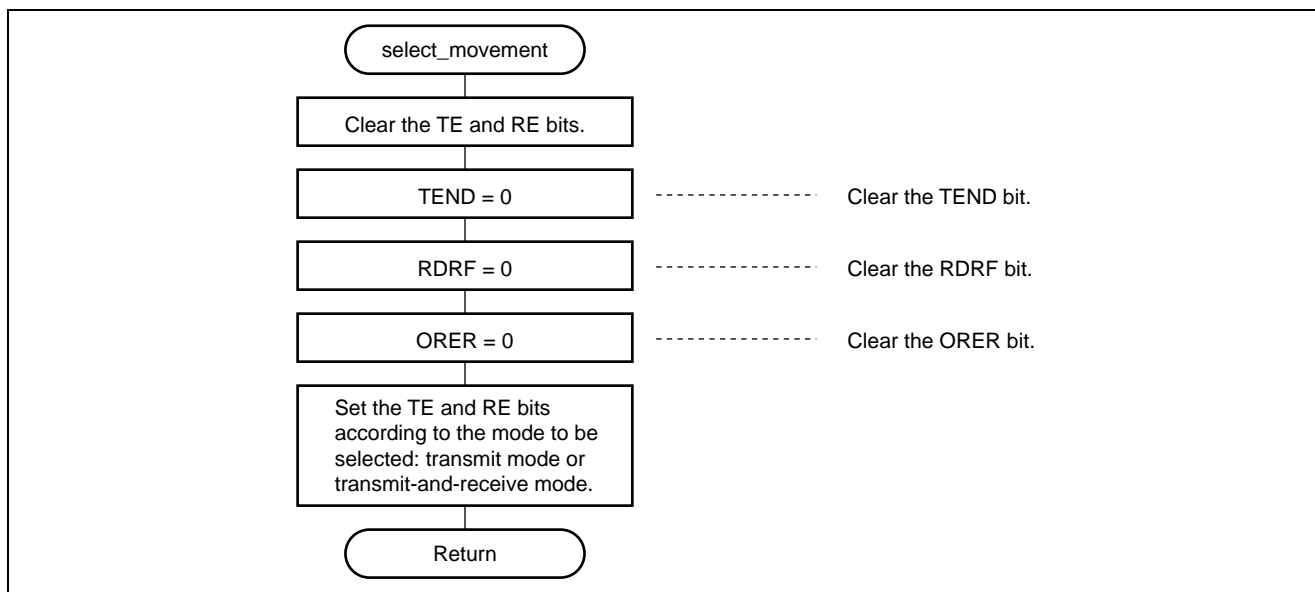 select_movement
Clear the TE and RE bits.
TEND = 0
Clear the TEND bit.
RDRF = 0
Clear the RDRF bit.
ORER = 0
Clear the ORER bit.
Set the TE and RE bits
according to the mode to be
selected: transmit mode or
transmit-and-receive mode.
Return